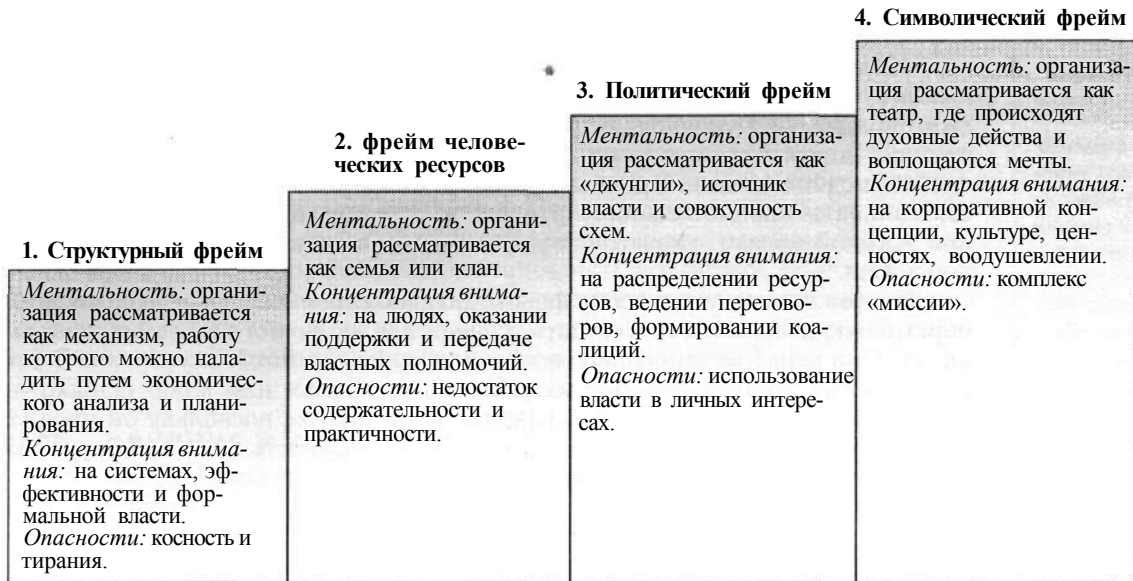 1. Структурный фрейм
Ментальность: органи-
зация рассматривается
как механизм, работу
которого можно нала-
дить путем экономичес-
кого анализа и плани-
рования.
Концентрация внима-
ния: на системах, эф-
фективности и фор-
мальной власти.
Опасности: косность и
тирания.
2. фрейм челове-
ческих ресурсов
Ментальность: органи-
зация рассматривается
как семья или клан.
Концентрация внима-
ния: на людях, оказании
поддержки и передаче
властных полномочий.
Опасности: недостаток
содержательности и
практичности.
3. Политический фрейм
Ментальность: организа-
ция рассматривается как
«джунгли», источник
власти и совокупность
схем.
Концентрация внимания:
на распределении ресур-
сов, ведении перегово-
ров, формировании коа-
лиций.
Опасности: использование
власти в личных интере-
сах.
4. Символический фрейм
Ментальность: организа-
ция рассматривается как
театр, где происходят
духовные действа и
воплощаются мечты.
Концентрация внимания:
на корпоративной кон-
цепции, культуре, цен-
ностях, воодушевлении.
Опасности: комплекс
«миссии».